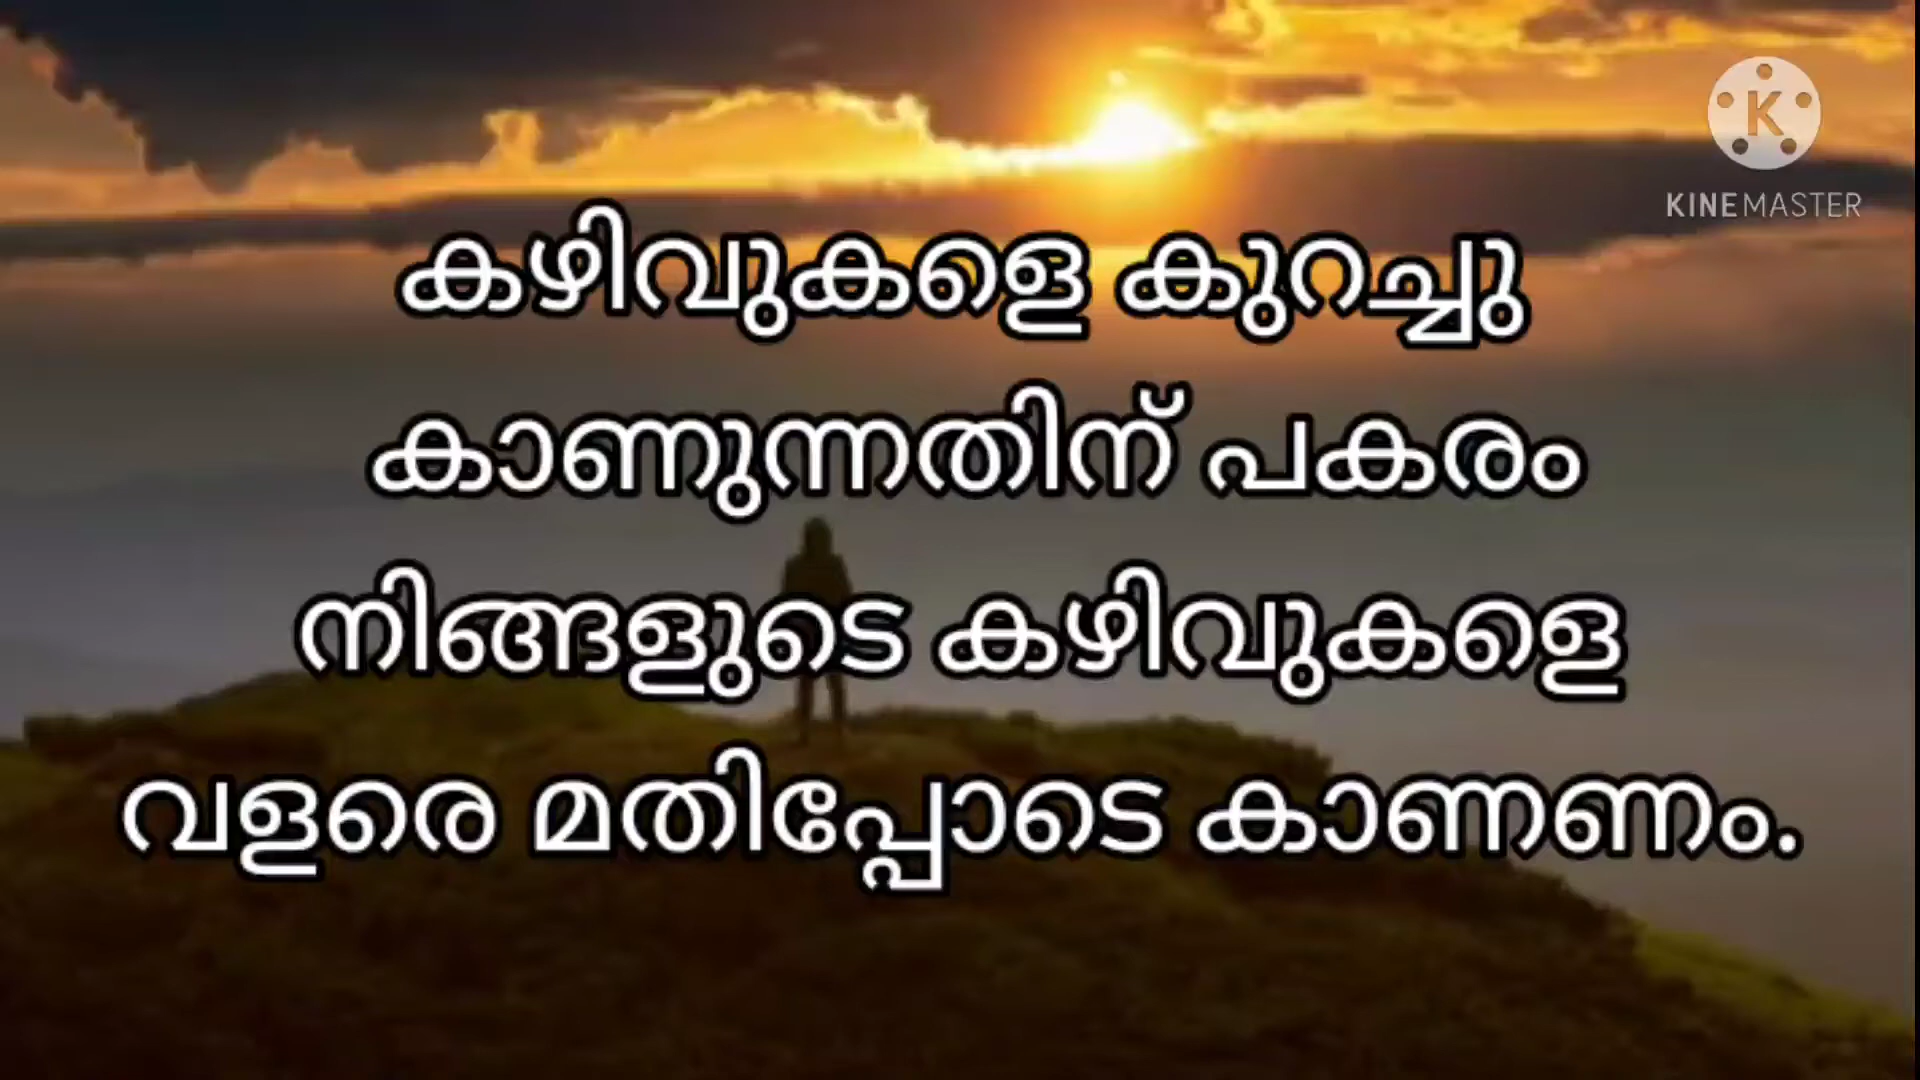 KINEMASTER
കഴിവുകളെ കുറച്ചു
കാണുന്നതിന് പകരം
നിങ്ങളുടെ കഴിവുകളെ
വളരെ മതിപ്പോടെ കാണണം.